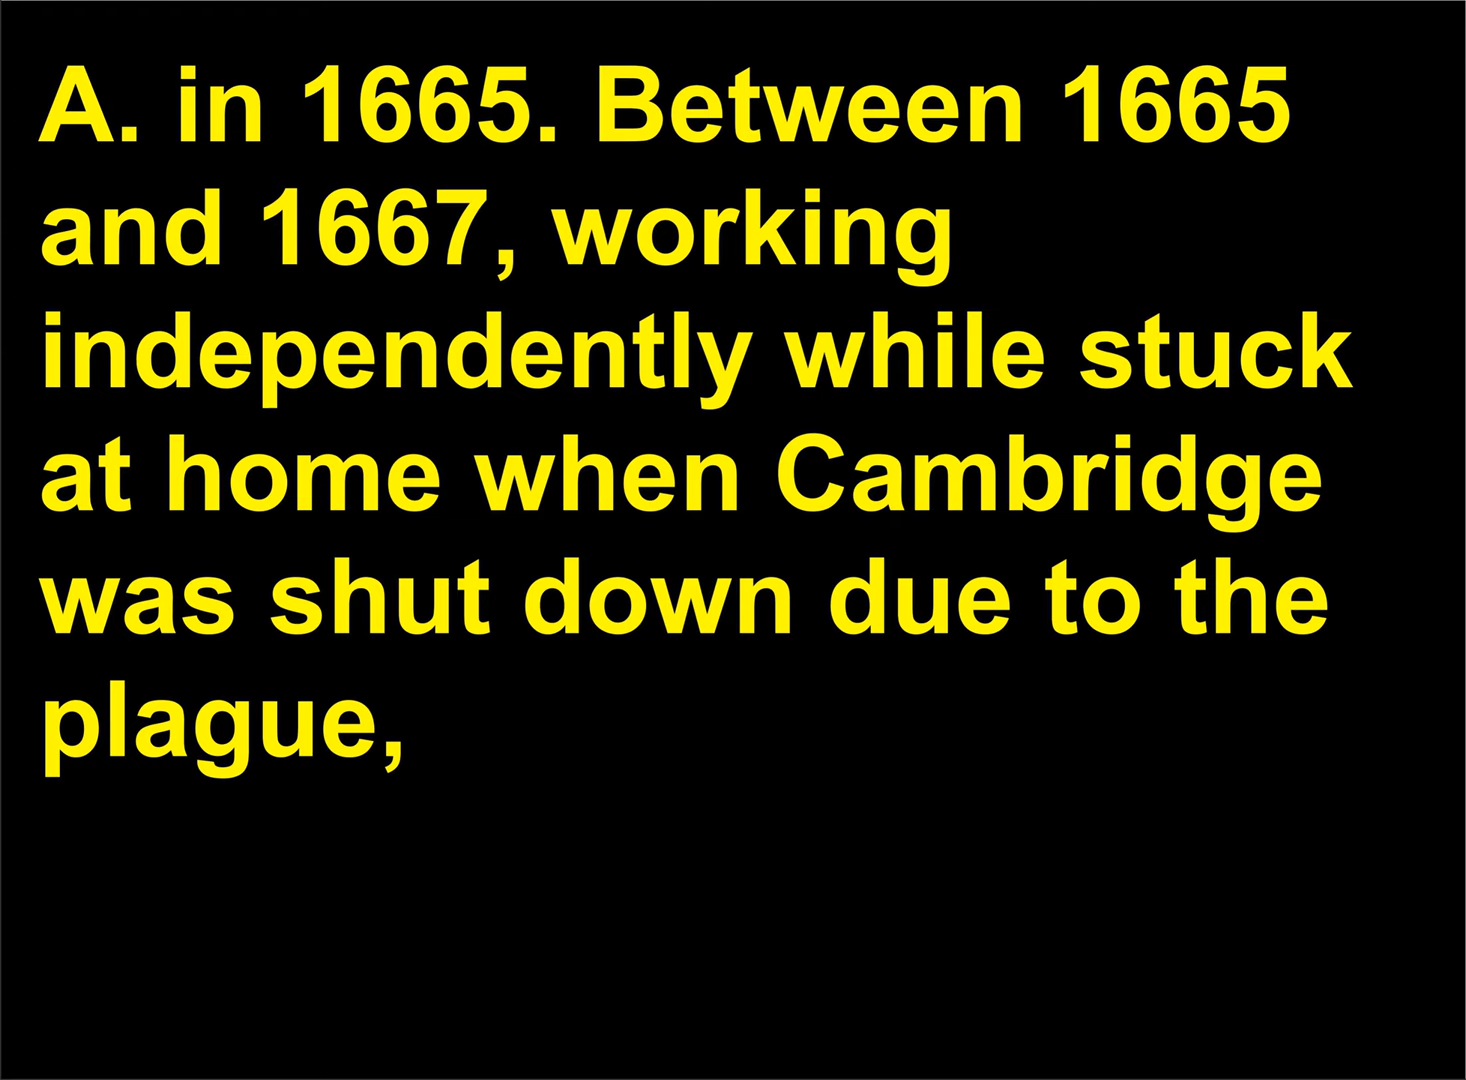 A. in 1665. Between 1665
and 1667, working
independently while stuck
at home when Cambridge
was shut down due to the
plague,